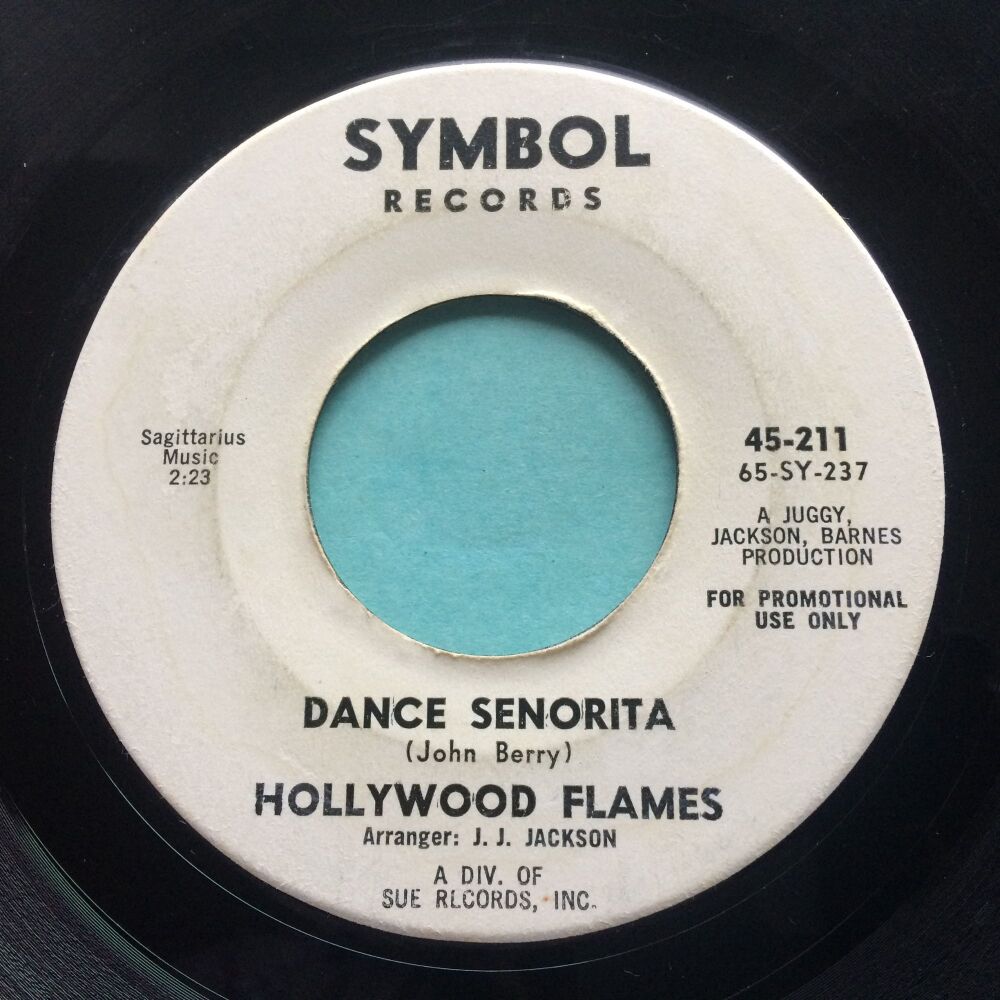 SYMBOL
RECORDS
Sagittarius
Music
2:23
45-211
65-SY-237
A JUGGY,
JACKSON, BARNES
PRODUCTION
FOR PROMOTIONAL
USE ONLY
DANCE SENORITA
(John Berry)
HOLLYWOOD FLAMES
Arranger: J. J. JACKSON
A DIV. OF
SUE RECORDS, INC.